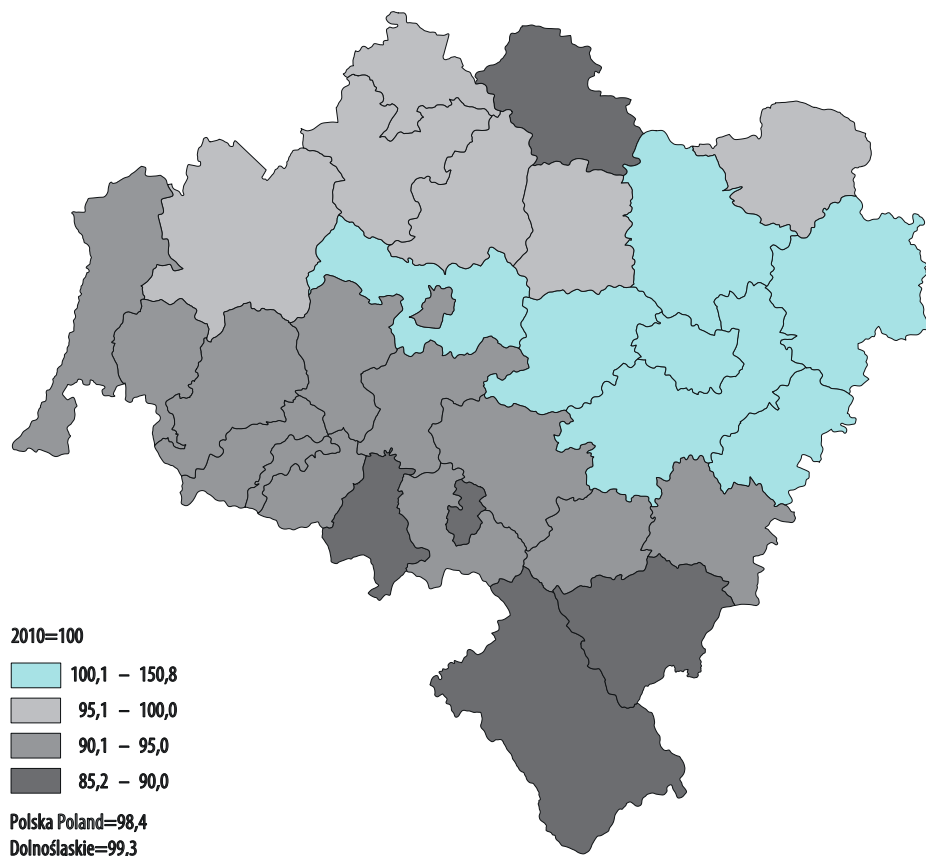 2010=100
100,1 – 150,8
95,1 – 100,0
90,1 – 95,0
85,2 – 90,0
Polska Poland=98,4
Dolnośląskie=99,3